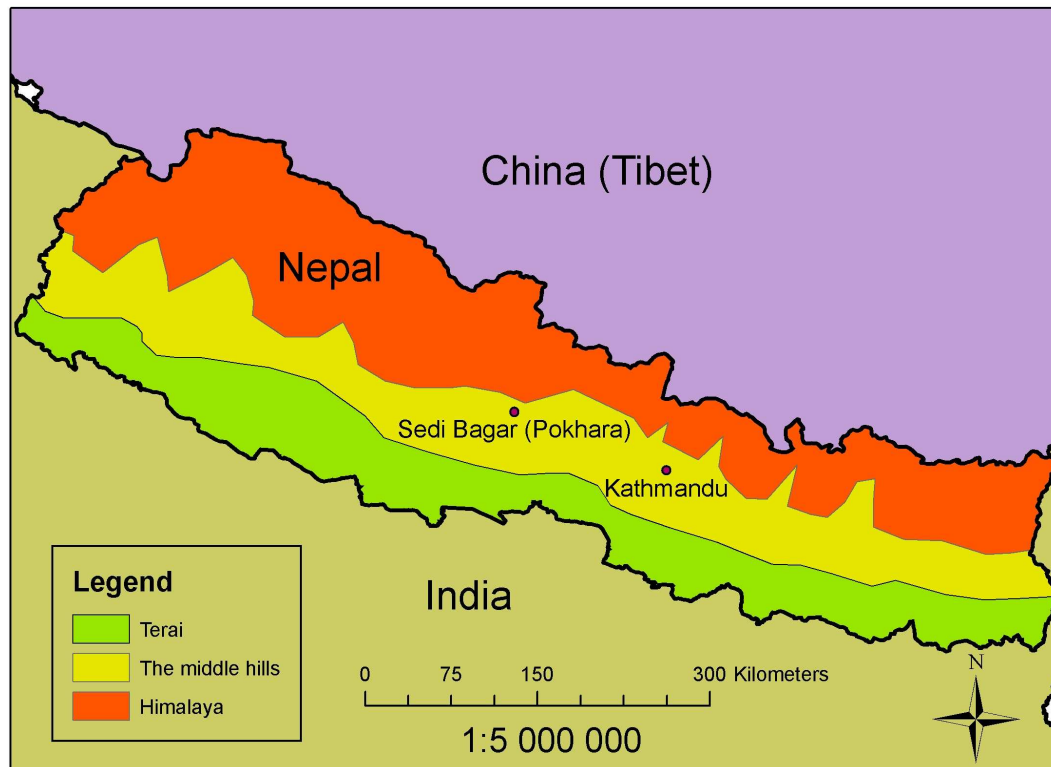 China (Tibet)
Nepal
Sedi Bagar (Pokhara)
Kathmandu
India
Legend
Terai
The middle hills
Himalaya
0 75 150 300 Kilometers
1:5 000 000
N